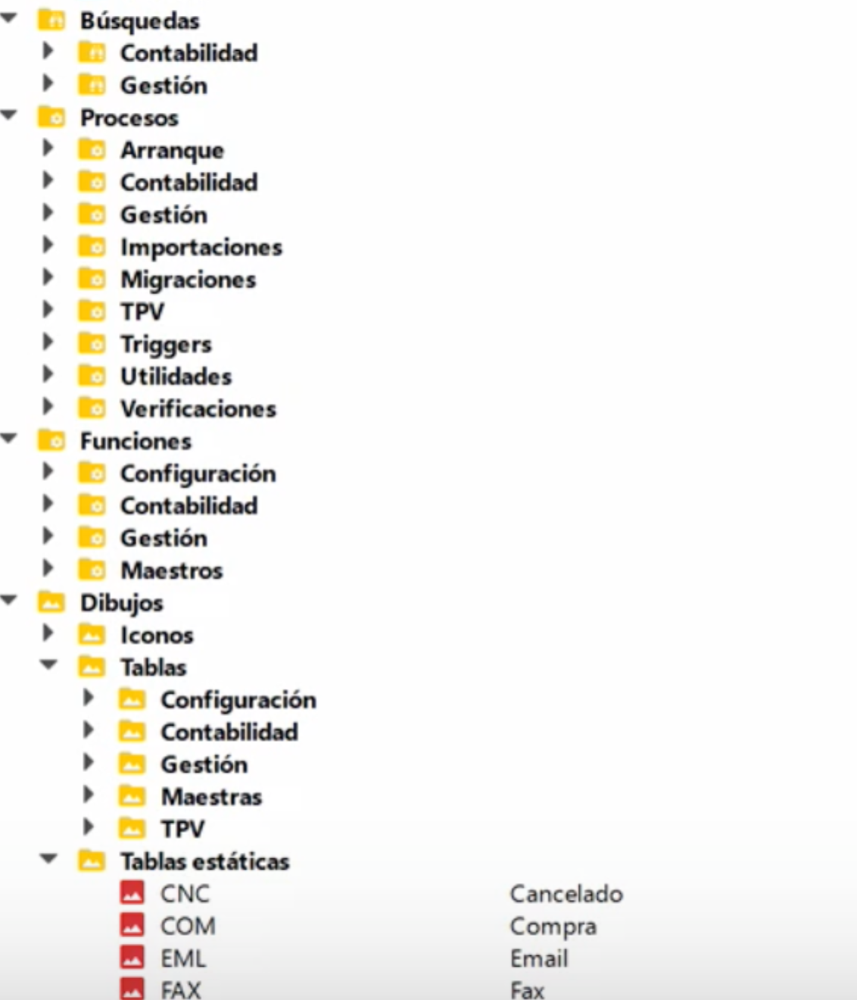 Búsquedas
Contabilidad
Gestión
Procesos
Arranque
Contabilidad
Gestión
Importaciones
Migraciones
TPV
Triggers
Utilidades
Verificaciones
Funciones
Configuración
Contabilidad
Gestión
Maestros
Dibujos
Iconos
Tablas
Configuración
Contabilidad
Gestión
Maestras
TPV
Tablas estáticas
CNC Cancelado
COM Compra
EML Email
FAX Fax